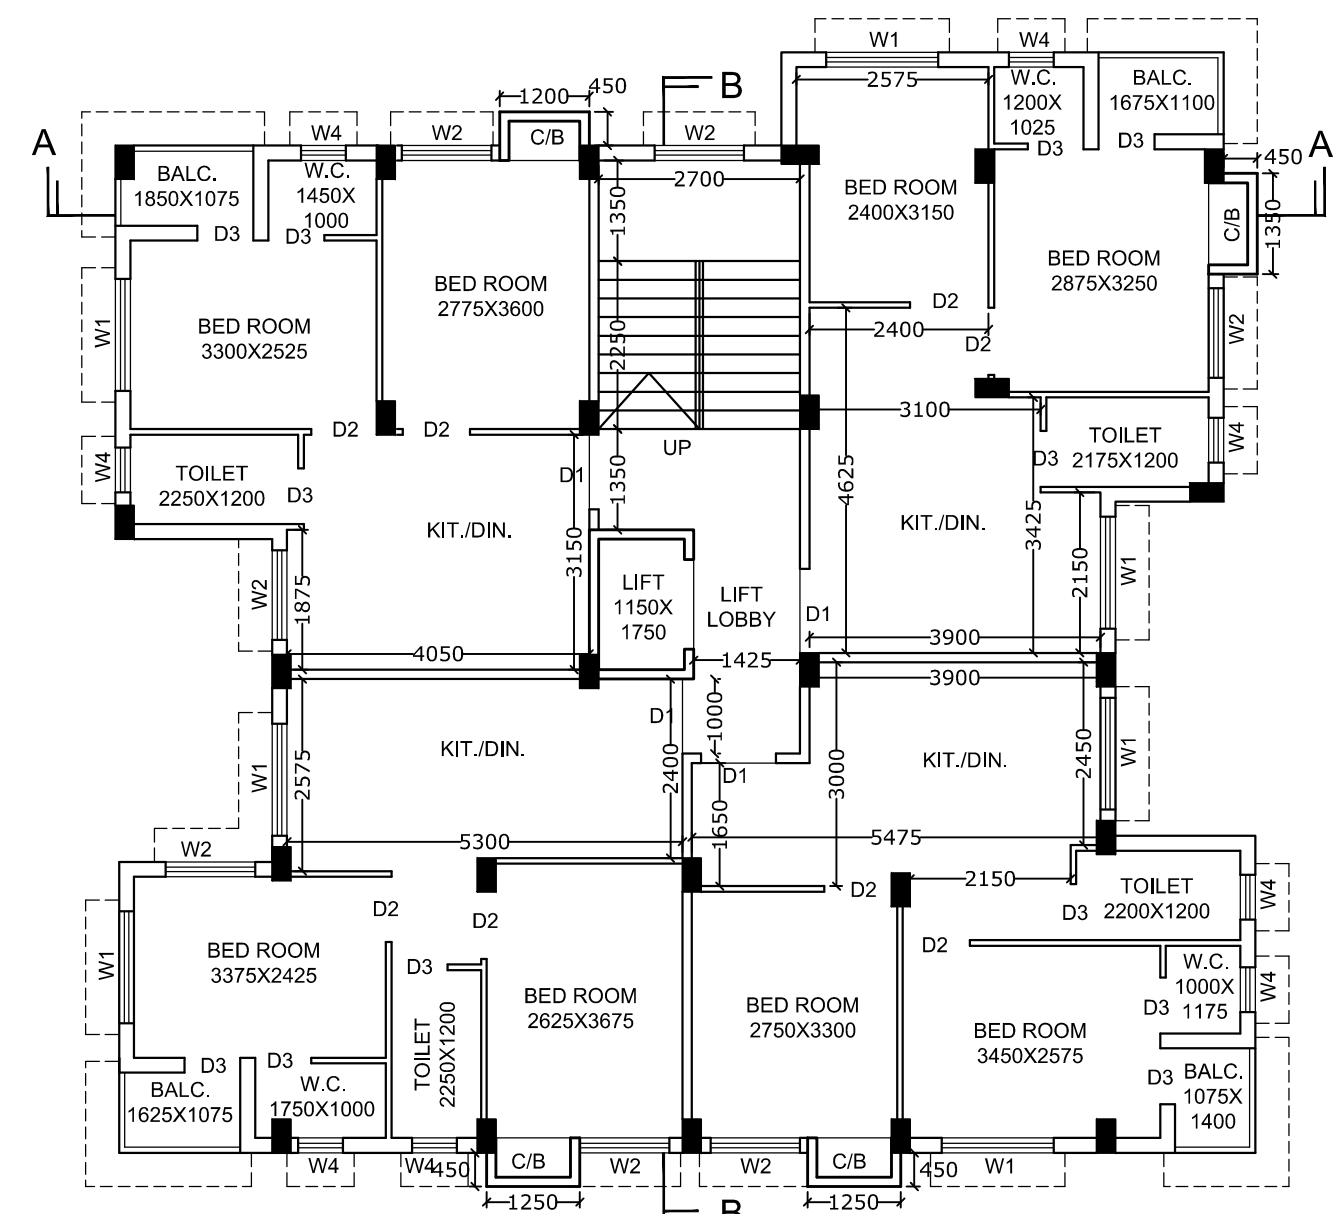 W1
W4
2575
W.C.
1200X
1025
BALC.
1675X1100
D3
D3
450
1200
B
C/B
W4
W2
W2
A
A
450
BALC.
1850X1075
W.C.
1450X
1000
D3
D3
1350
2700
BED ROOM
2400X3150
C/B
1350
BED ROOM
2775X3600
BED ROOM
2875X3250
BED ROOM
3300X2525
W1
2250
D2
2400
D2
W2
3100
D2
D2
UP
TOILET
2175X1200
W4
W4
TOILET
2250X1200
D3
D1
1350
4625
D3
KIT./DIN.
KIT./DIN.
3425
2150
W1
3150
W2
1875
LIFT
1150X
1750
LIFT
LOBBY
D1
3900
4050
1425
3900
D1
1000
KIT./DIN.
KIT./DIN.
2450
W1
W1
2575
2400
D1
3000
1650
5300
5475
W2
2150
D2
TOILET
2200X1200
W4
D2
D2
D3
D2
BED ROOM
3375X2425
W1
D3
W.C.
1000X
1175
W4
D3
BED ROOM
2625X3675
BED ROOM
2750X3300
BED ROOM
3450X2575
TOILET
2250X1200
D3
D3
BALC.
1625X1075
W.C.
1750X1000
D3
BALC.
1075X
1400
W4
W4
450
C/B
W2
W2
C/B
450
W1
1250
1250
B